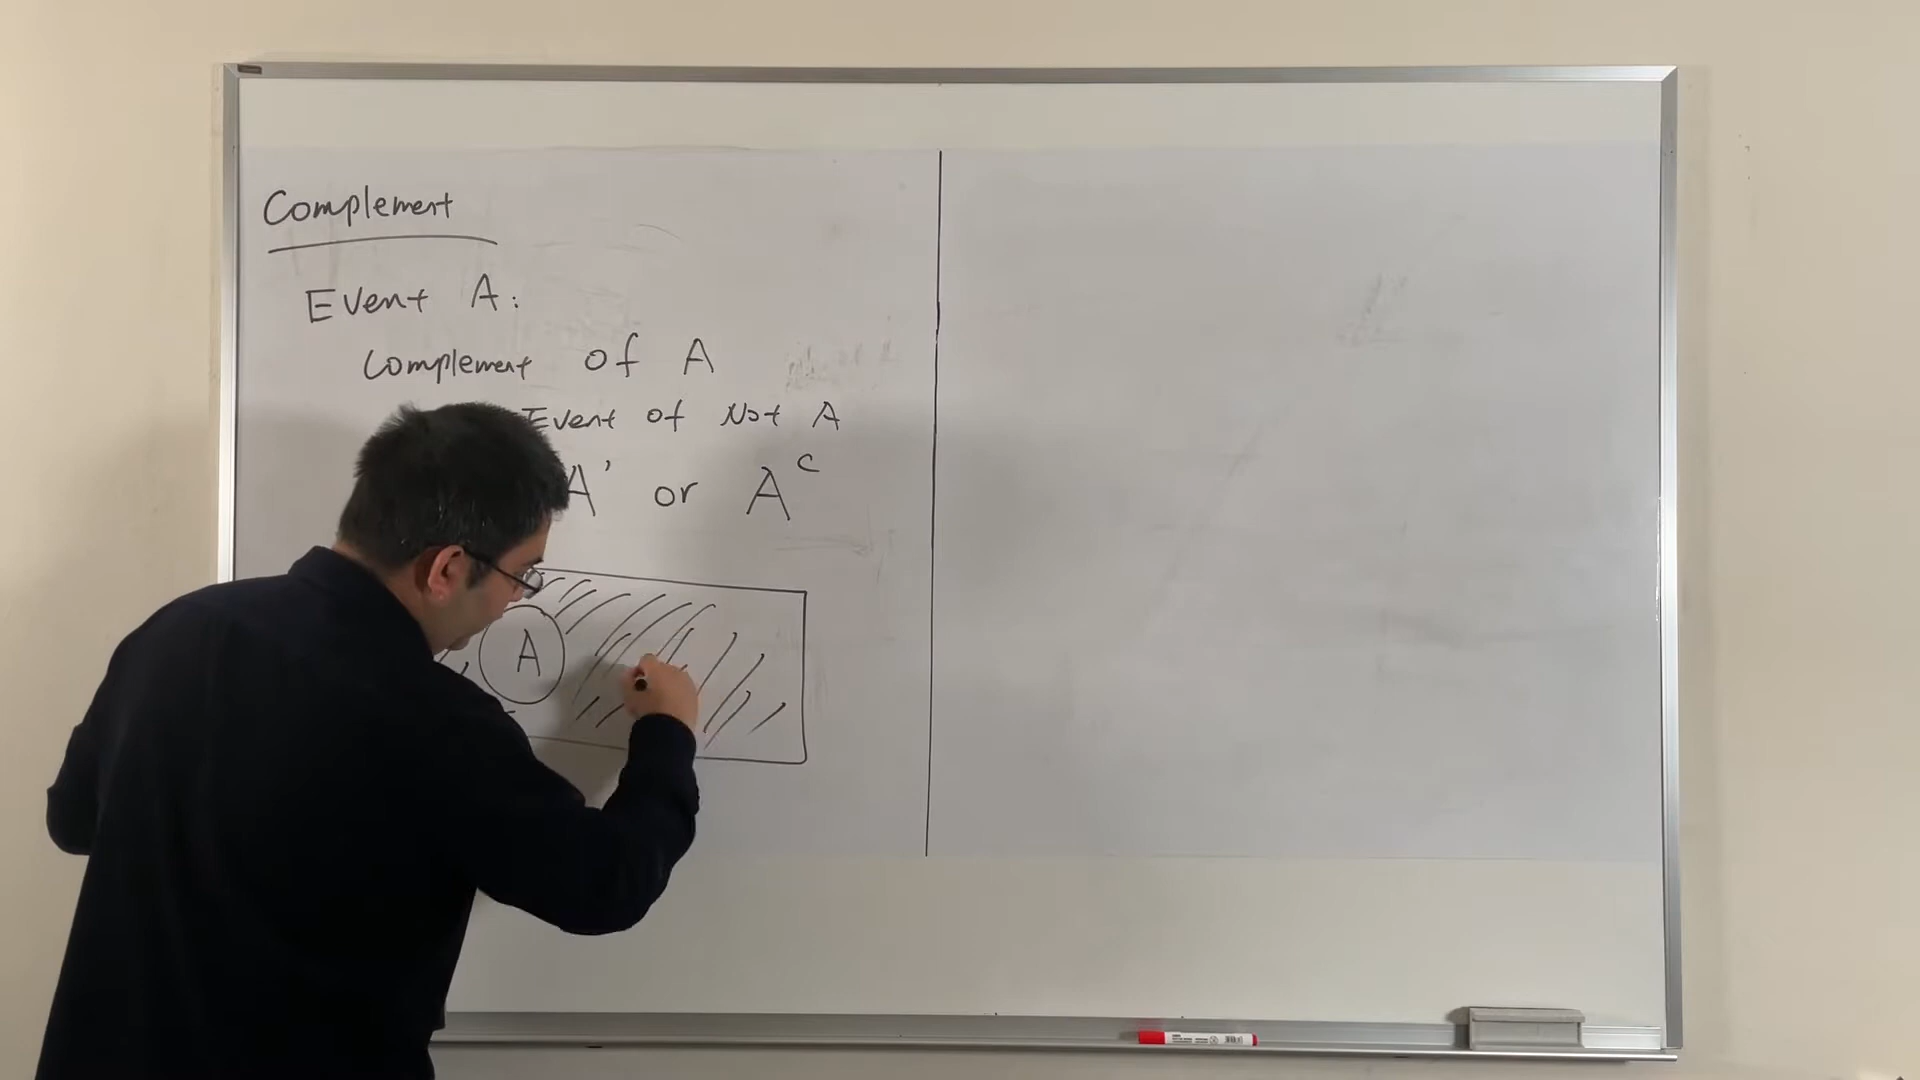 Complement
Event A:
Complement of A
Event of Not A
A' or A^c
A